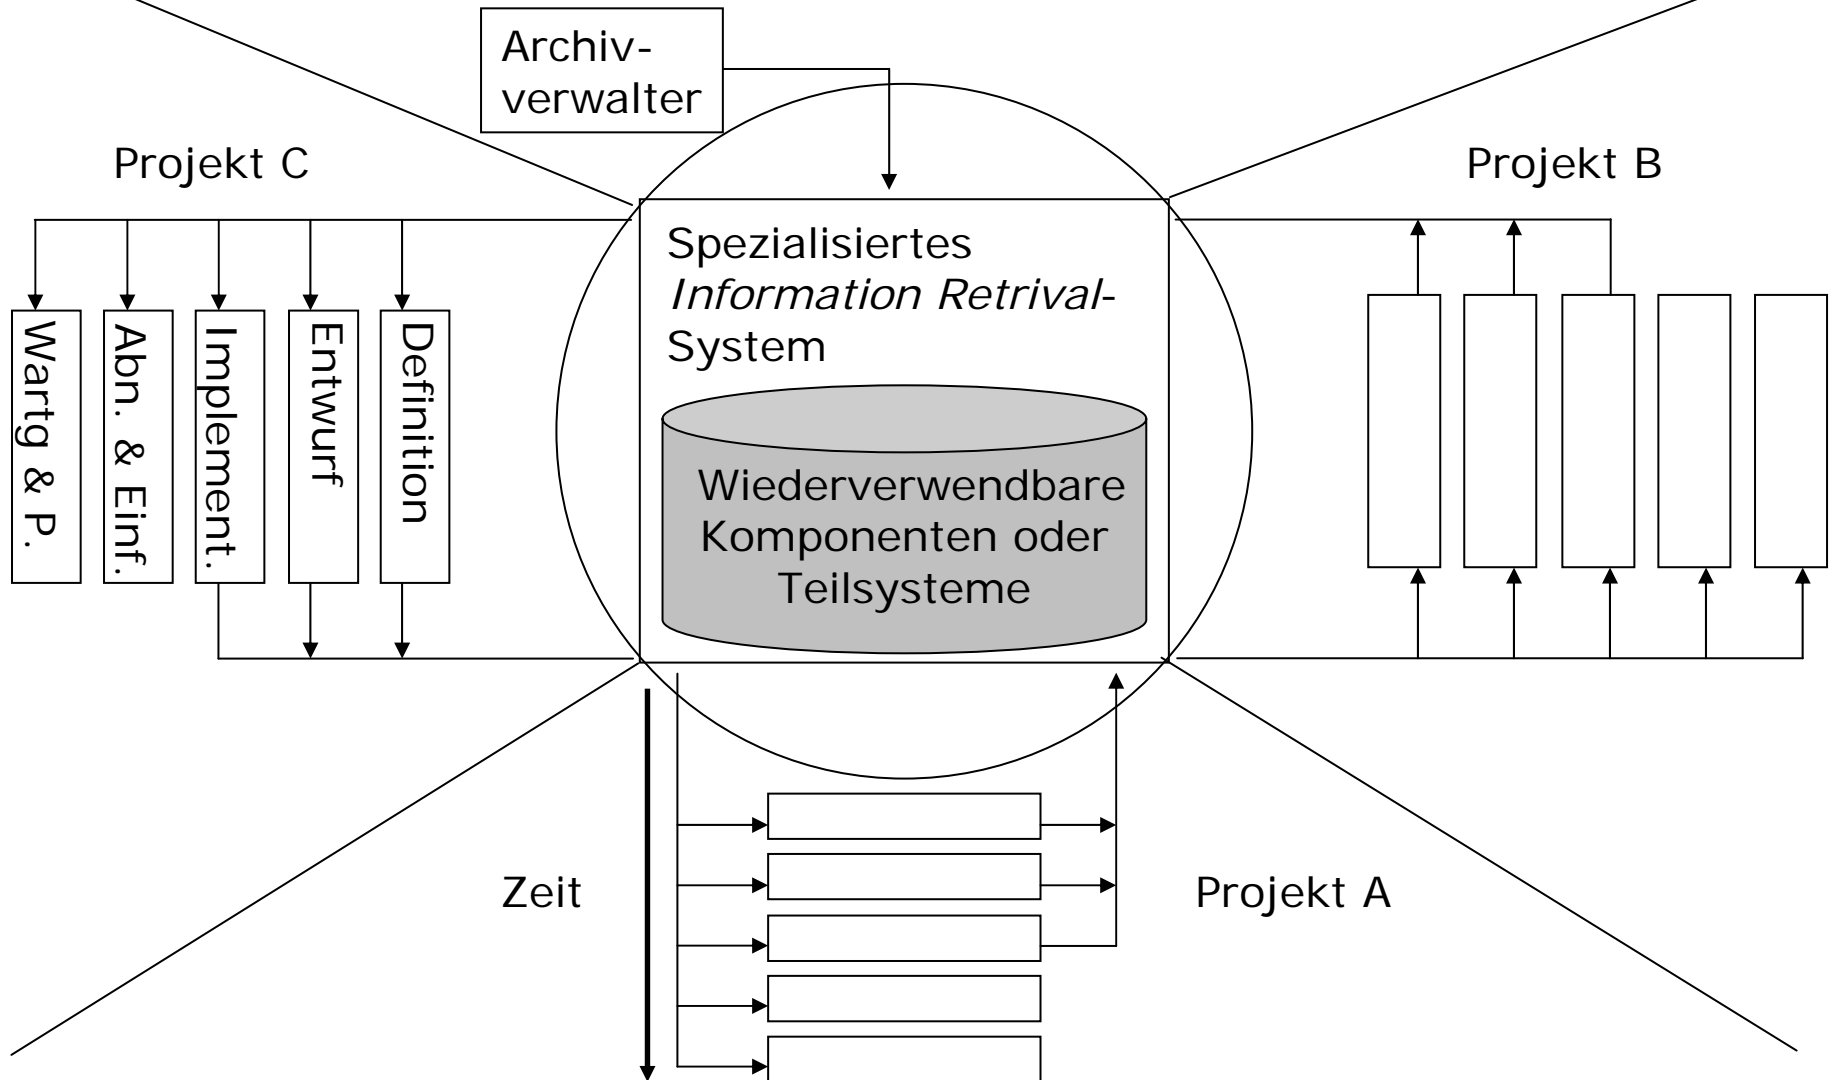 Archiv-
verwalter
Projekt C
Projekt B
Spezialisiertes
Information Retrival-
System
Wartg & P.
Abn. & Einf.
Implement.
Entwurf
Definition
Wiederverwendbare
Komponenten oder
Teilsysteme
Zeit
Projekt A